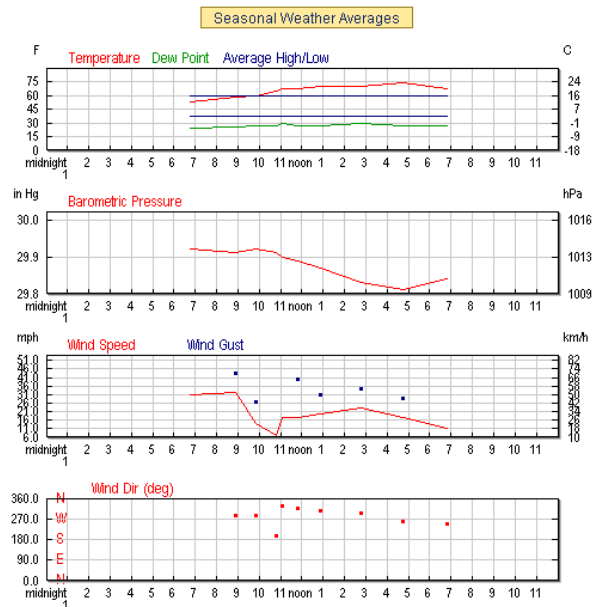 Seasonal Weather Averages
F Temperature Dew Point Average High/Low C
75 24
60 16
45 7
30 -1
15 -9
0 -18
midnight 1 2 3 4 5 6 7 8 9 10 11 noon 1 2 3 4 5 6 7 8 9 10 11
in Hg Barometric Pressure hPa
30.0 1016
29.9 1013
29.8 1009
midnight 1 2 3 4 5 6 7 8 9 10 11 noon 1 2 3 4 5 6 7 8 9 10 11
mph Wind Speed Wind Gust km/h
51.0 82
46.0 74
41.0 66
36.0 58
31.0 50
26.0 42
21.0 34
16.0 26
11.0 18
6.0 10
midnight 1 2 3 4 5 6 7 8 9 10 11 noon 1 2 3 4 5 6 7 8 9 10 11
Wind Dir (deg)
360.0 N
270.0 W
180.0 S
90.0 E
0.0 N
midnight 1 2 3 4 5 6 7 8 9 10 11 noon 1 2 3 4 5 6 7 8 9 10 11